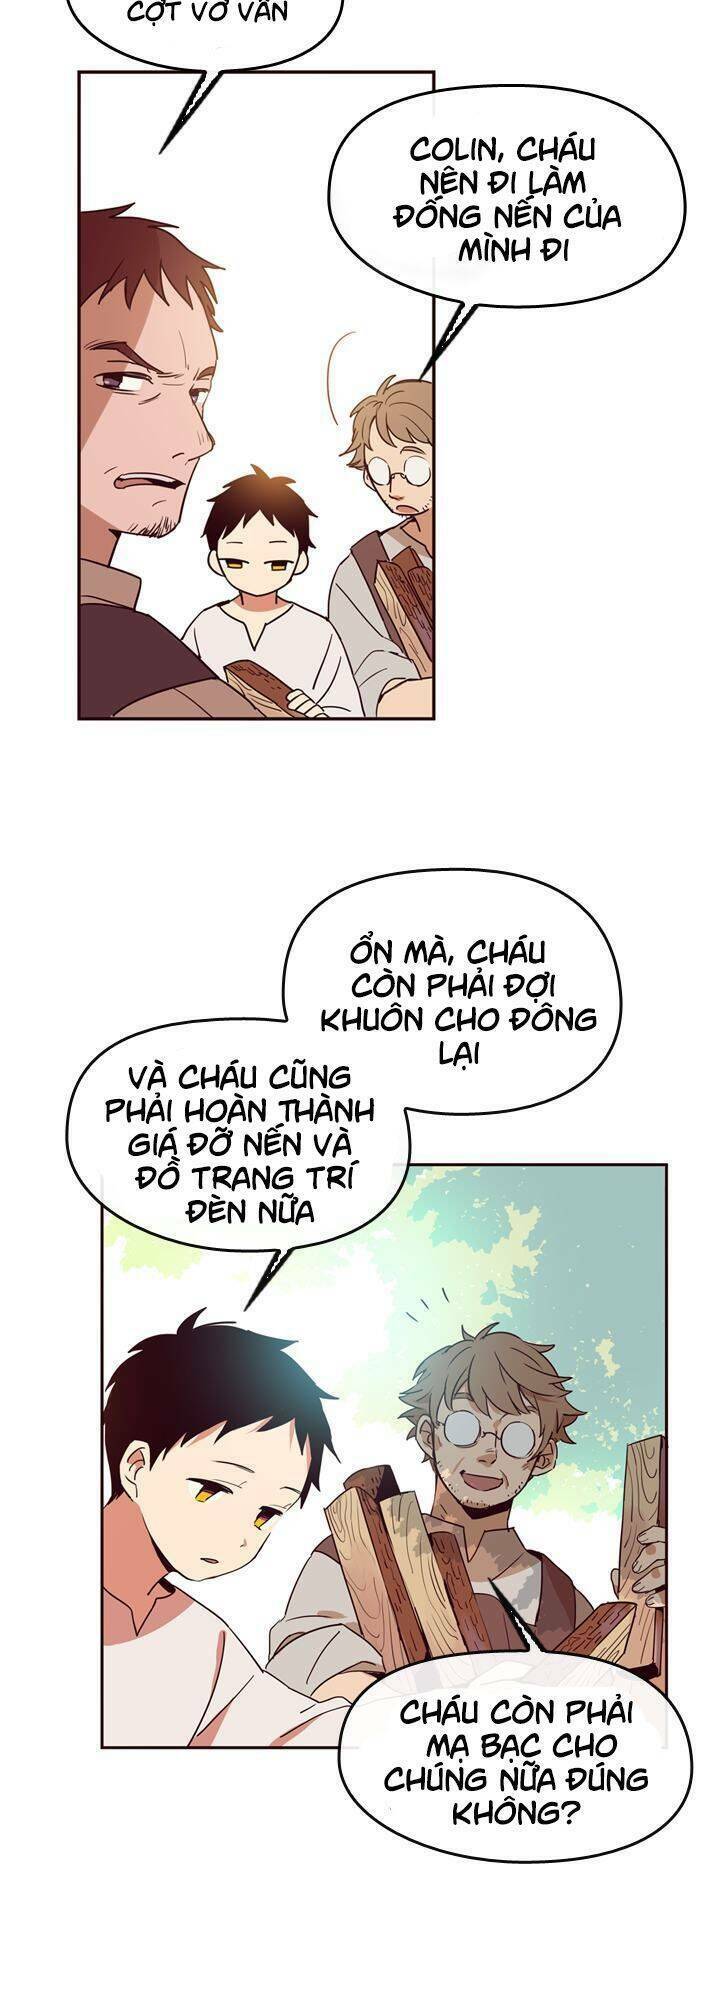 CỢT VỚ VẨN
COLIN, CHÁU
NÊN ĐI LÀM
ĐỐNG NẾN CỦA
MÌNH ĐI
ỔN MÀ, CHÁU
CÒN PHẢI ĐỢI
KHUÔN CHO ĐÔNG
LẠI
VÀ CHÁU CŨNG
PHẢI HOÀN THÀNH
GIÁ ĐỠ NẾN VÀ
ĐỒ TRANG TRÍ
ĐÈN NỮA
CHÁU CÒN PHẢI
MẠ BẠC CHO
CHÚNG NỮA ĐÚNG
KHÔNG?